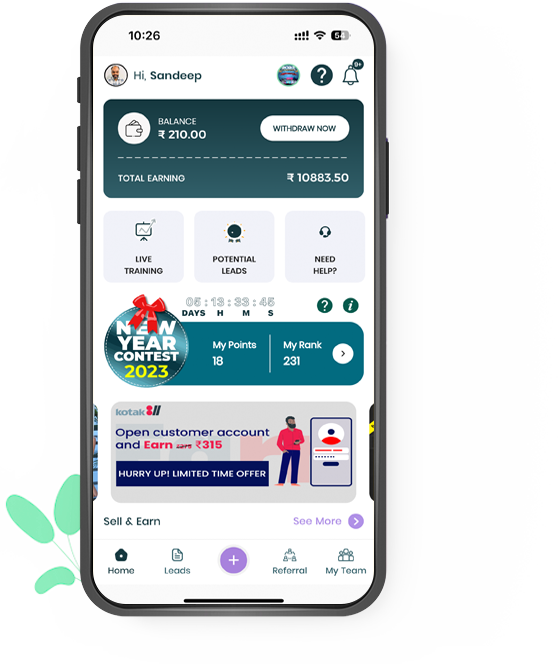 10:26
54
Hi, Sandeep
?
9+
BALANCE
₹ 210.00
WITHDRAW NOW
TOTAL EARNING
₹ 10883.50
LIVE
TRAINING
POTENTIAL
LEADS
NEED
HELP?
05 : 13 : 33 : 45
DAYS H M S
? i
NEW
YEAR
CONTEST
2023
My Points
18
My Rank
231
kotak 811
Open customer account
and Earn ₹315
HURRY UP! LIMITED TIME OFFER
Sell & Earn
See More
Home
Leads
Referral
My Team